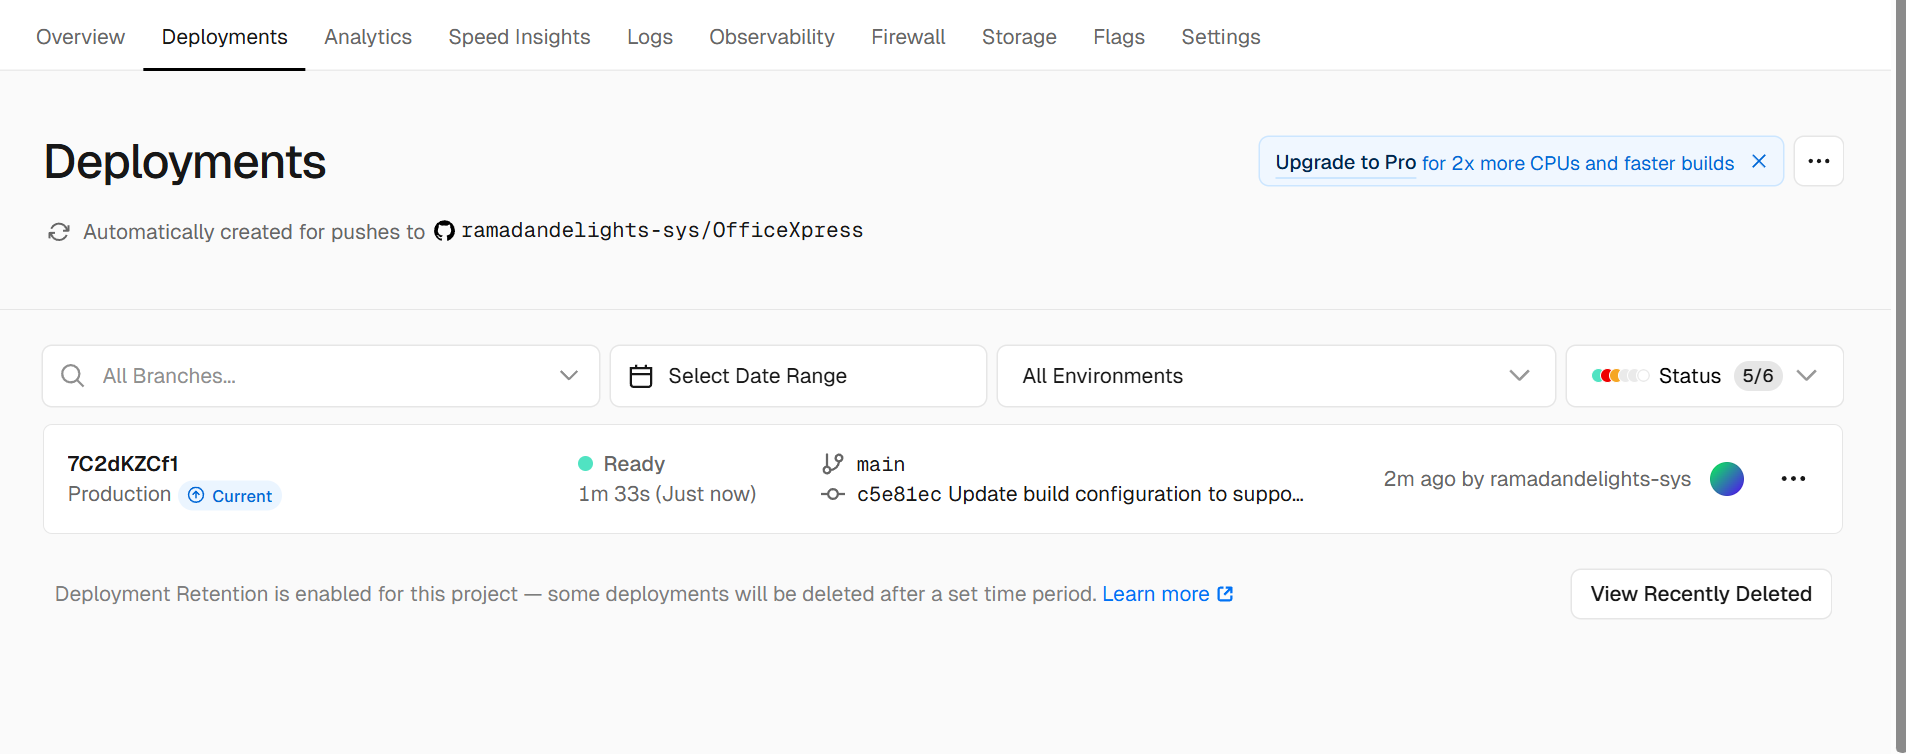 Overview Deployments Analytics Speed Insights Logs Observability Firewall Storage Flags Settings
Deployments
Upgrade to Pro for 2x more CPUs and faster builds
Automatically created for pushes to ramadandelights-sys/OfficeXpress
All Branches... Select Date Range All Environments Status 5/6
7C2dKZCf1 Ready main
Production Current 1m 33s (Just now) c5e81ec Update build configuration to suppo... 2m ago by ramadandelights-sys
Deployment Retention is enabled for this project — some deployments will be deleted after a set time period. Learn more View Recently Deleted